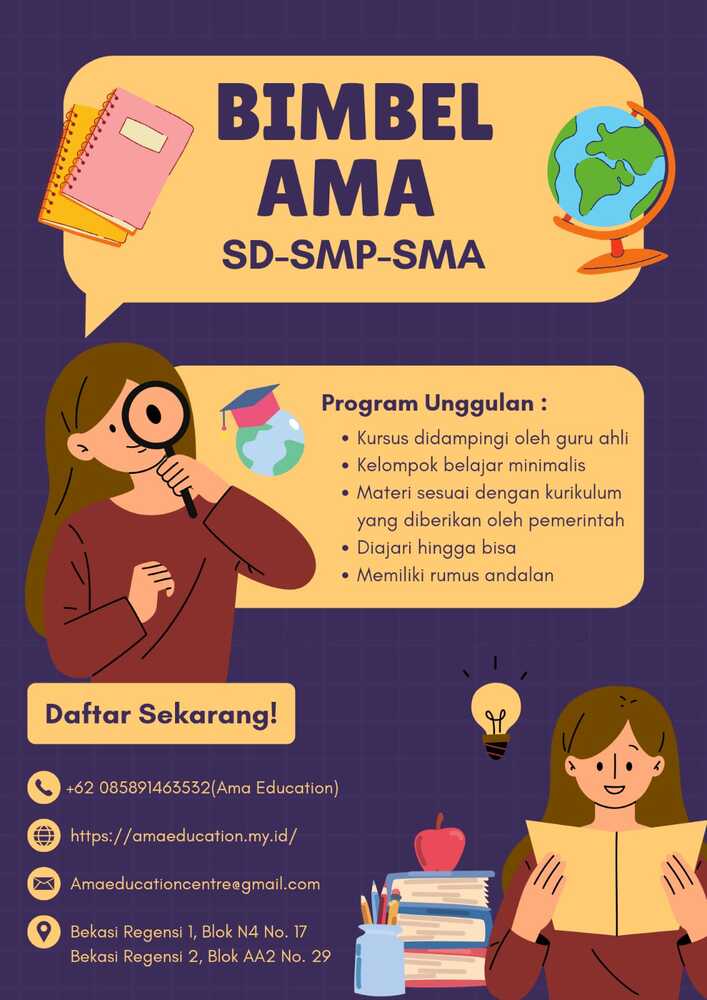 BIMBEL
AMA
SD-SMP-SMA
Program Unggulan :
• Kursus didampingi oleh guru ahli
• Kelompok belajar minimalis
• Materi sesuai dengan kurikulum
yang diberikan oleh pemerintah
• Diajari hingga bisa
• Memiliki rumus andalan
Daftar Sekarang!
+62 085891463532(Ama Education)
https://amaeducation.my.id/
Amaeducationcentre@gmail.com
Bekasi Regensi 1, Blok N4 No. 17
Bekasi Regensi 2, Blok AA2 No. 29